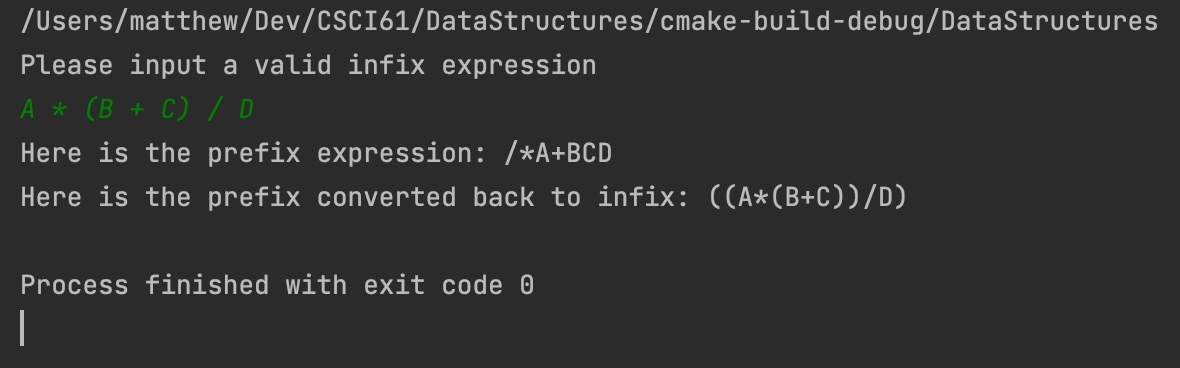 /Users/matthew/Dev/CSCI61/DataStructures/cmake-build-debug/DataStructures
Please input a valid infix expression
A * (B + C) / D
Here is the prefix expression: /*A+BCD
Here is the prefix converted back to infix: ((A*(B+C))/D)
Process finished with exit code 0